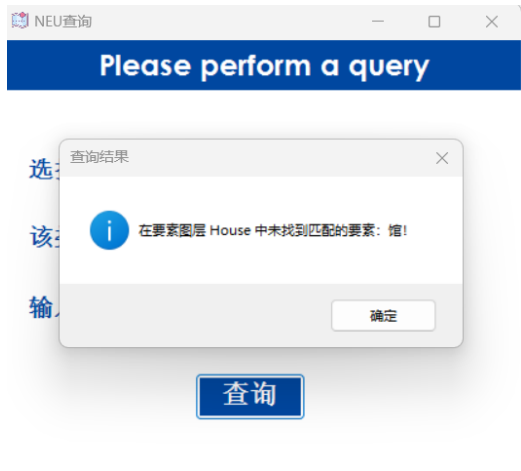 NEU查询
Please perform a query
查询结果
选
在要素图层 House 中未找到匹配的要素：馆!
该
输
确定
查询